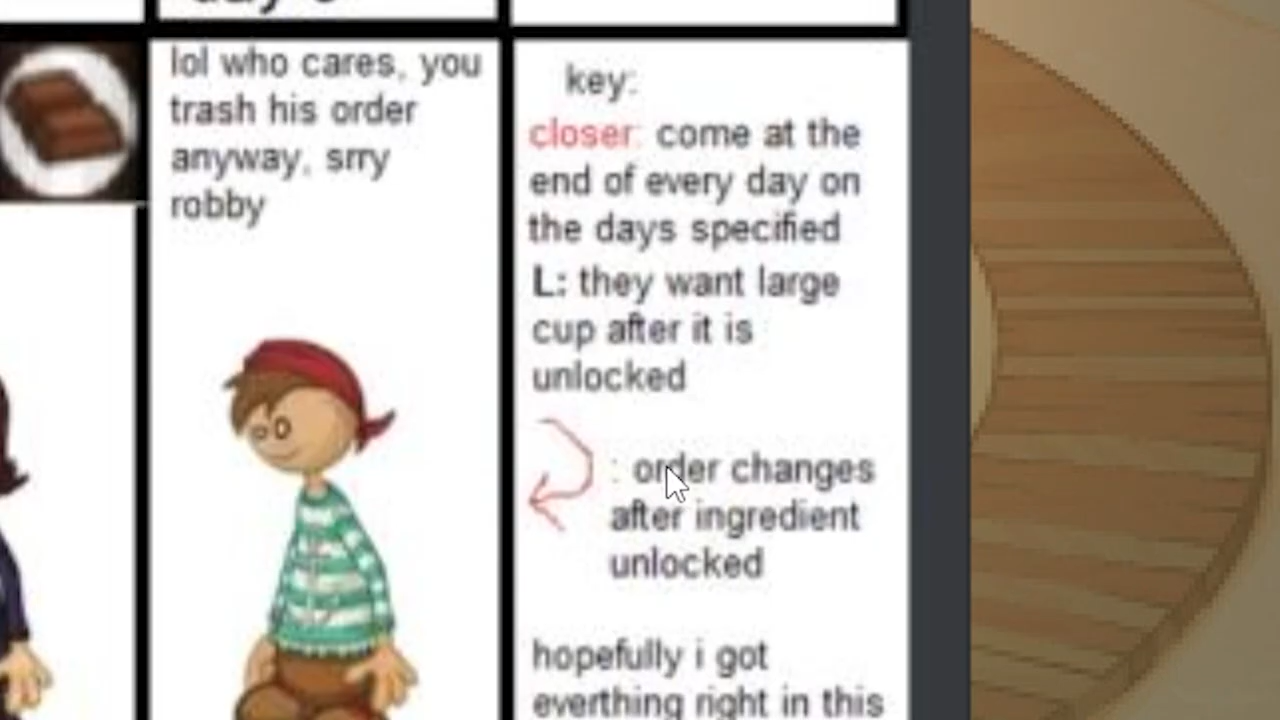 lol who cares, you
trash his order
anyway, srry
robby
key:
closer: come at the
end of every day on
the days specified
L: they want large
cup after it is
unlocked
: order changes
after ingredient
unlocked
hopefully i got
everthing right in this